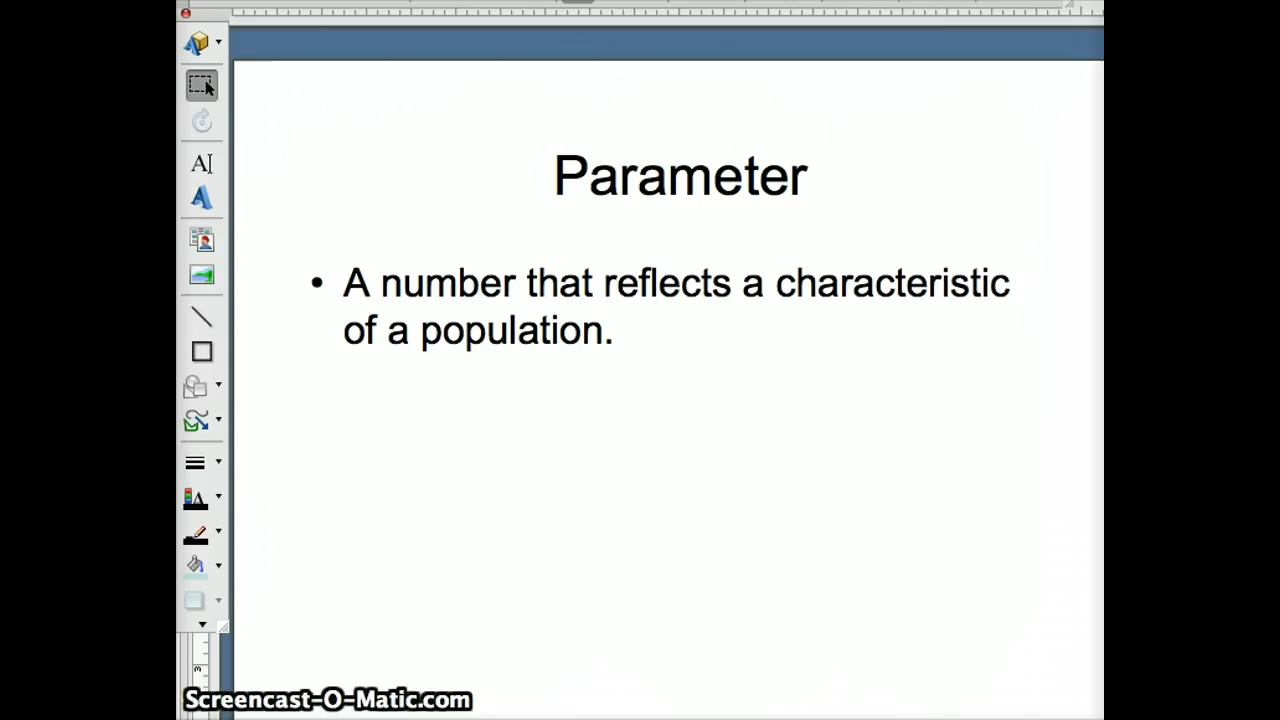 Parameter
• A number that reflects a characteristic
of a population.
Screencast-O-Matic.com